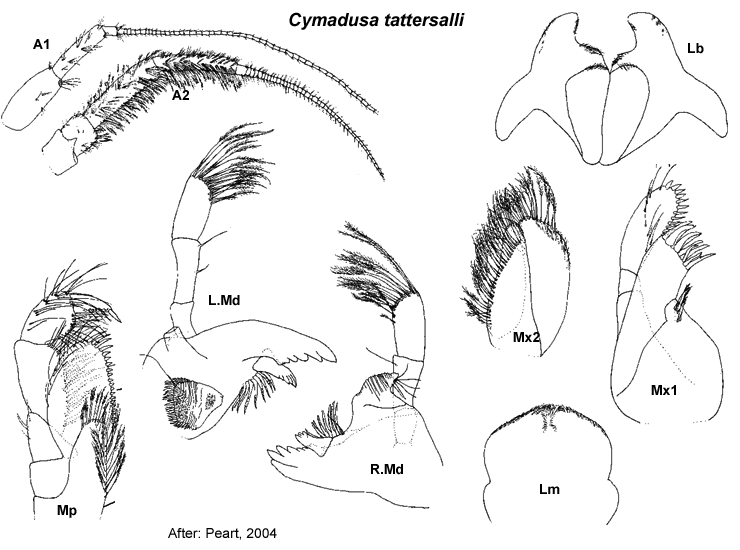 Cymadusa tattersalli
A1
Lb
A2
L.Md
Mx2
Mx1
R.Md
Lm
Mp
After: Peart, 2004